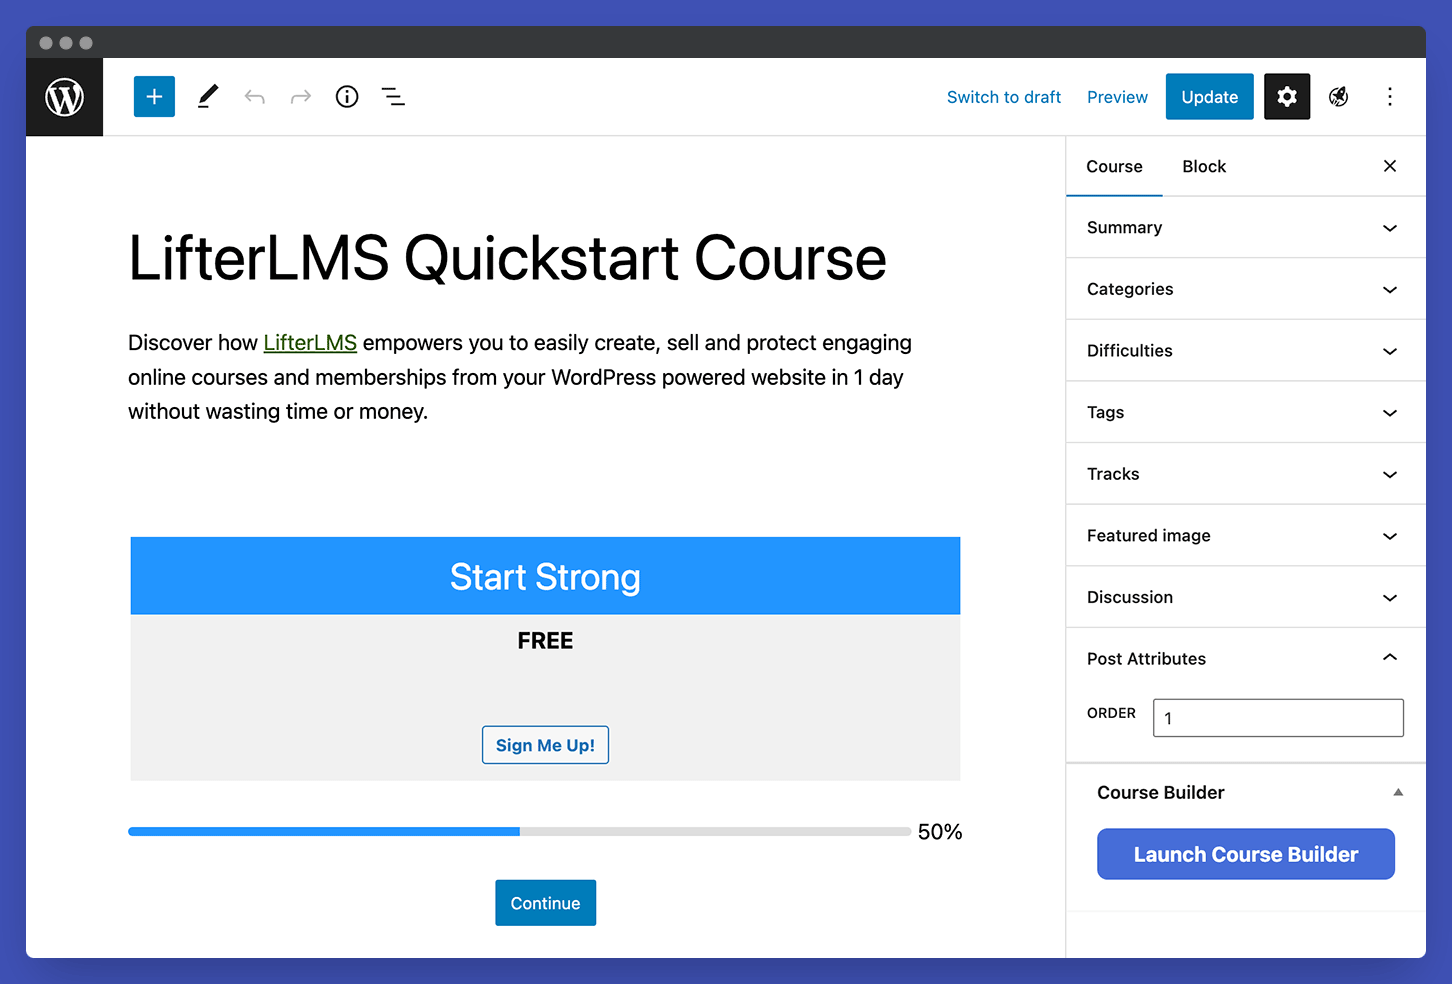 Switch to draft
Preview
Update
Course
Block
LifterLMS Quickstart Course
Discover how LifterLMS empowers you to easily create, sell and protect engaging
online courses and memberships from your WordPress powered website in 1 day
without wasting time or money.
Start Strong
FREE
Sign Me Up!
50%
Continue
Summary
Categories
Difficulties
Tags
Tracks
Featured image
Discussion
Post Attributes
ORDER 1
Course Builder
Launch Course Builder